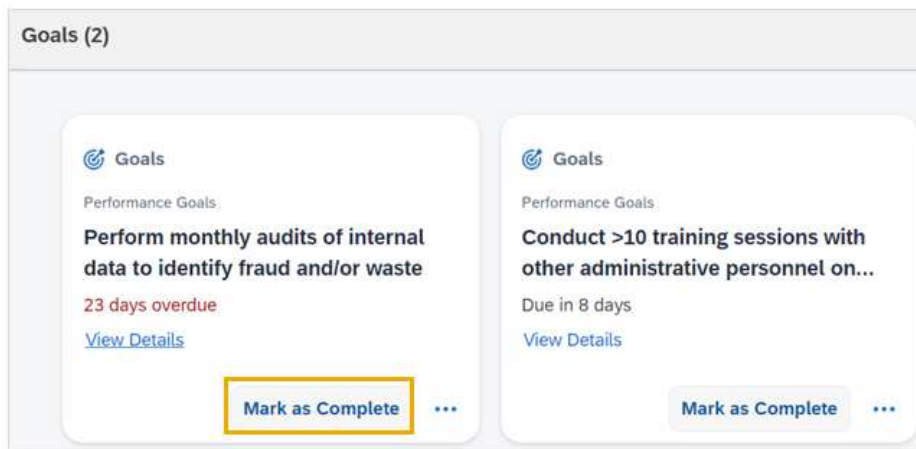 Goals (2)
Goals
Performance Goals
Perform monthly audits of internal
data to identify fraud and/or waste
23 days overdue
View Details
Mark as Complete
Goals
Performance Goals
Conduct >10 training sessions with
other administrative personnel on...
Due in 8 days
View Details
Mark as Complete